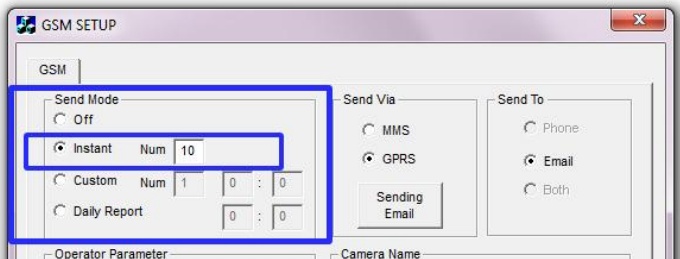 GSM SETUP
GSM
Send Mode
Off
Instant Num 10
Custom Num 1 0 : 0
Daily Report 0 : 0
Send Via
MMS
GPRS
Sending
Email
Send To
Phone
Email
Both
Operator Parameter
Camera Name